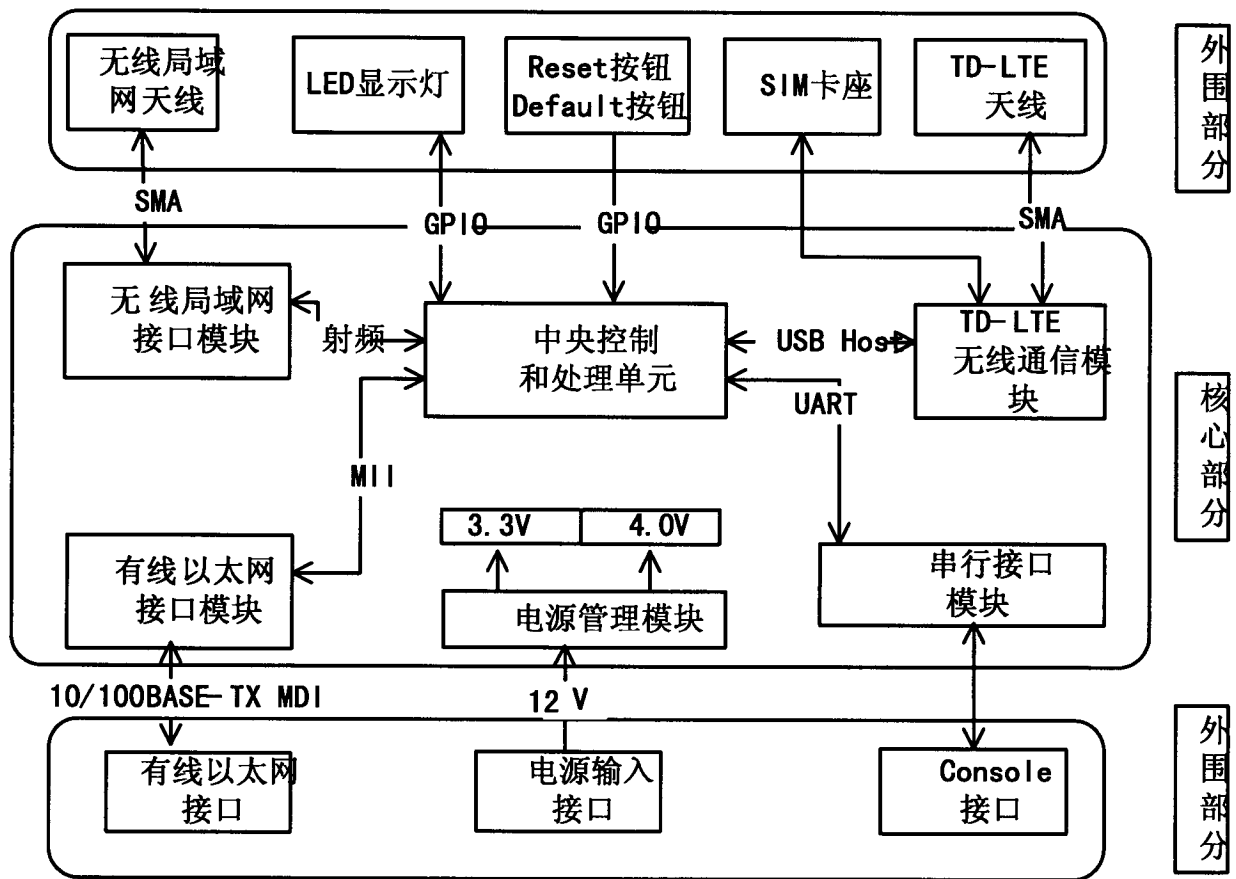 无线局域
网天线
LED显示灯
Reset按钮
Default按钮
SIM卡座
TD-LTE
天线
外
围
部
分
SMA
GPIO
GPIO
SMA
无线局域网
接口模块
射频
中央控制
和处理单元
USB Host
TD-LTE
无线通信模
块
UART
MII
核
心
部
分
3.3V
4.0V
有线以太网
接口模块
电源管理模块
串行接口
模块
10/100BASE-TX MDI
12 V
有线以太网
接口
电源输入
接口
Console
接口
外
围
部
分